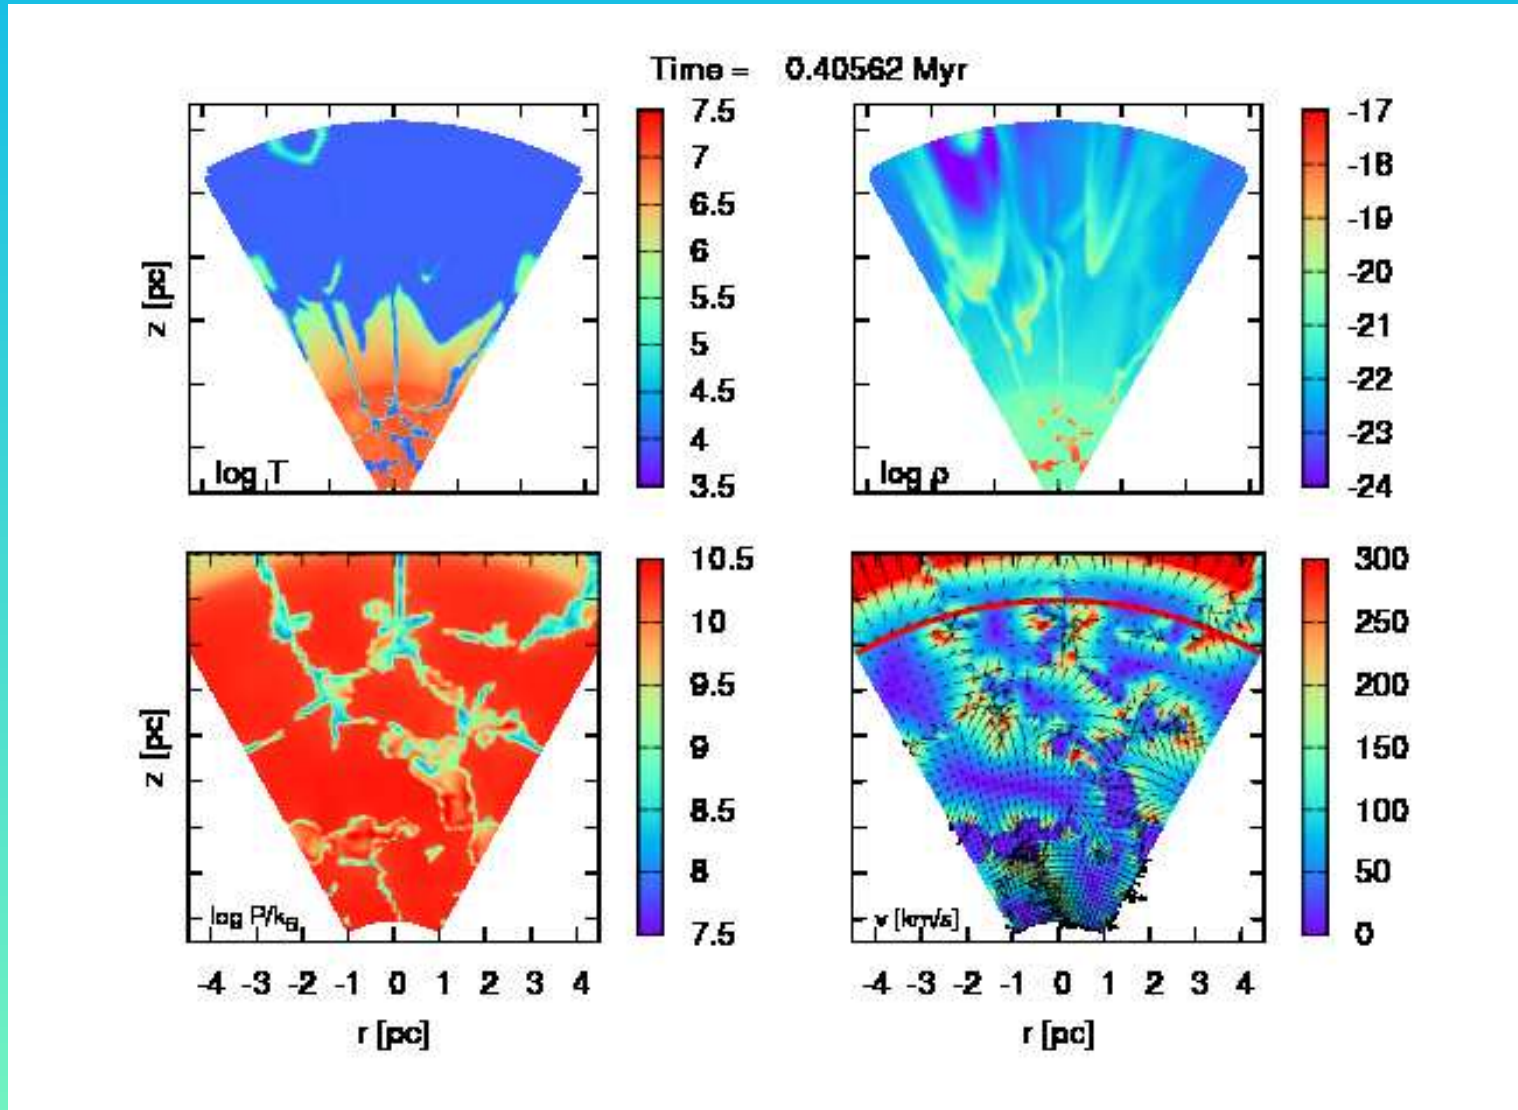 Time = 0.40562 Myr
7.5
7
6.5
6
5.5
5
4.5
4
3.5
z [pc]
log T
-17
-18
-19
-20
-21
-22
-23
-24
log ρ
10.5
10
9.5
9
8.5
8
7.5
z [pc]
log P/kB
300
250
200
150
100
50
0
v [km/s]
-4 -3 -2 -1 0 1 2 3 4
-4 -3 -2 -1 0 1 2 3 4
r [pc]
r [pc]